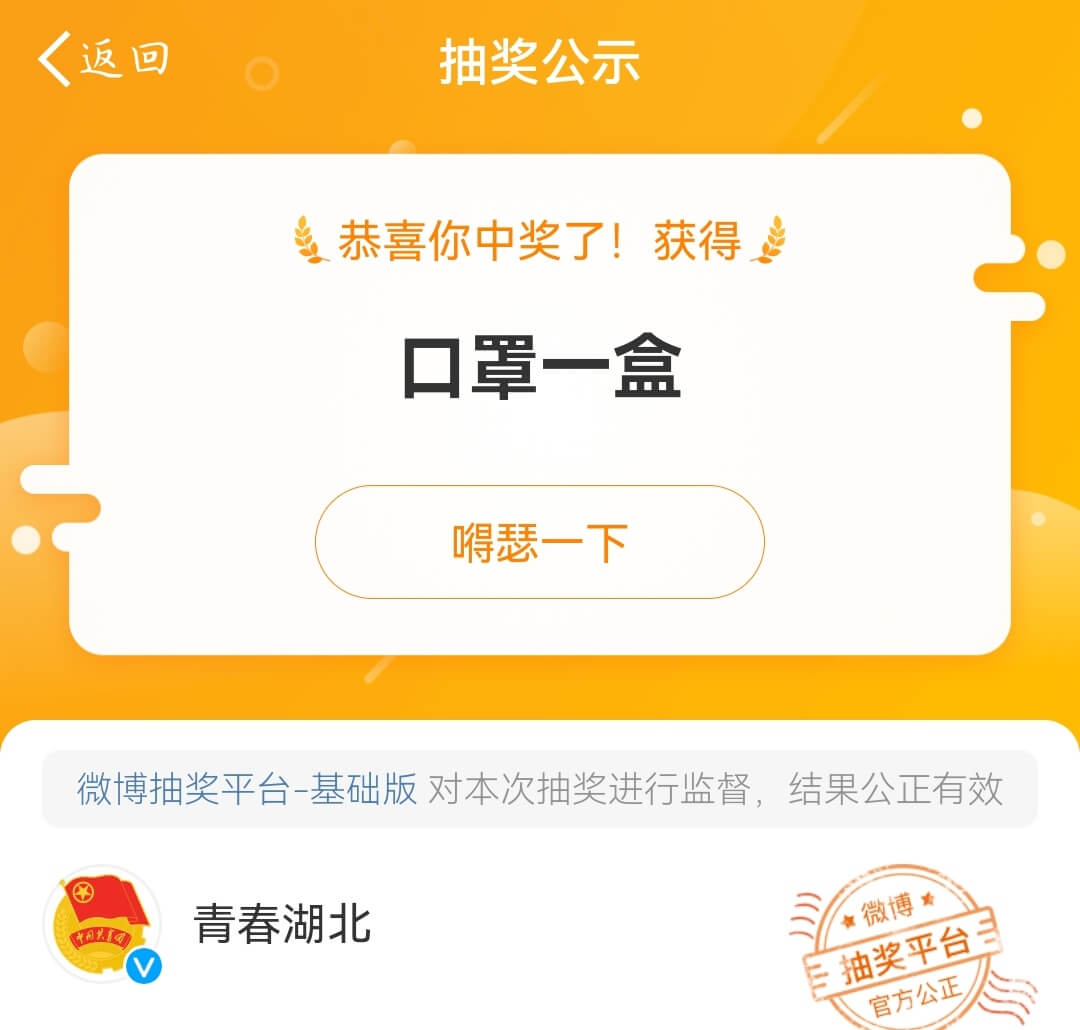 返回
抽奖公示
恭喜你中奖了！获得
口罩一盒
嘚瑟一下
微博抽奖平台-基础版 对本次抽奖进行监督，结果公正有效
青春湖北
中国共青团
微博
抽奖平台
官方公正